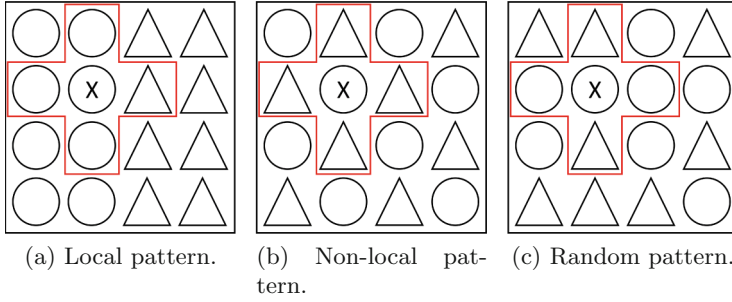 X
X
X
(a) Local pattern.
(b) Non-local pat-
tern.
(c) Random pattern.